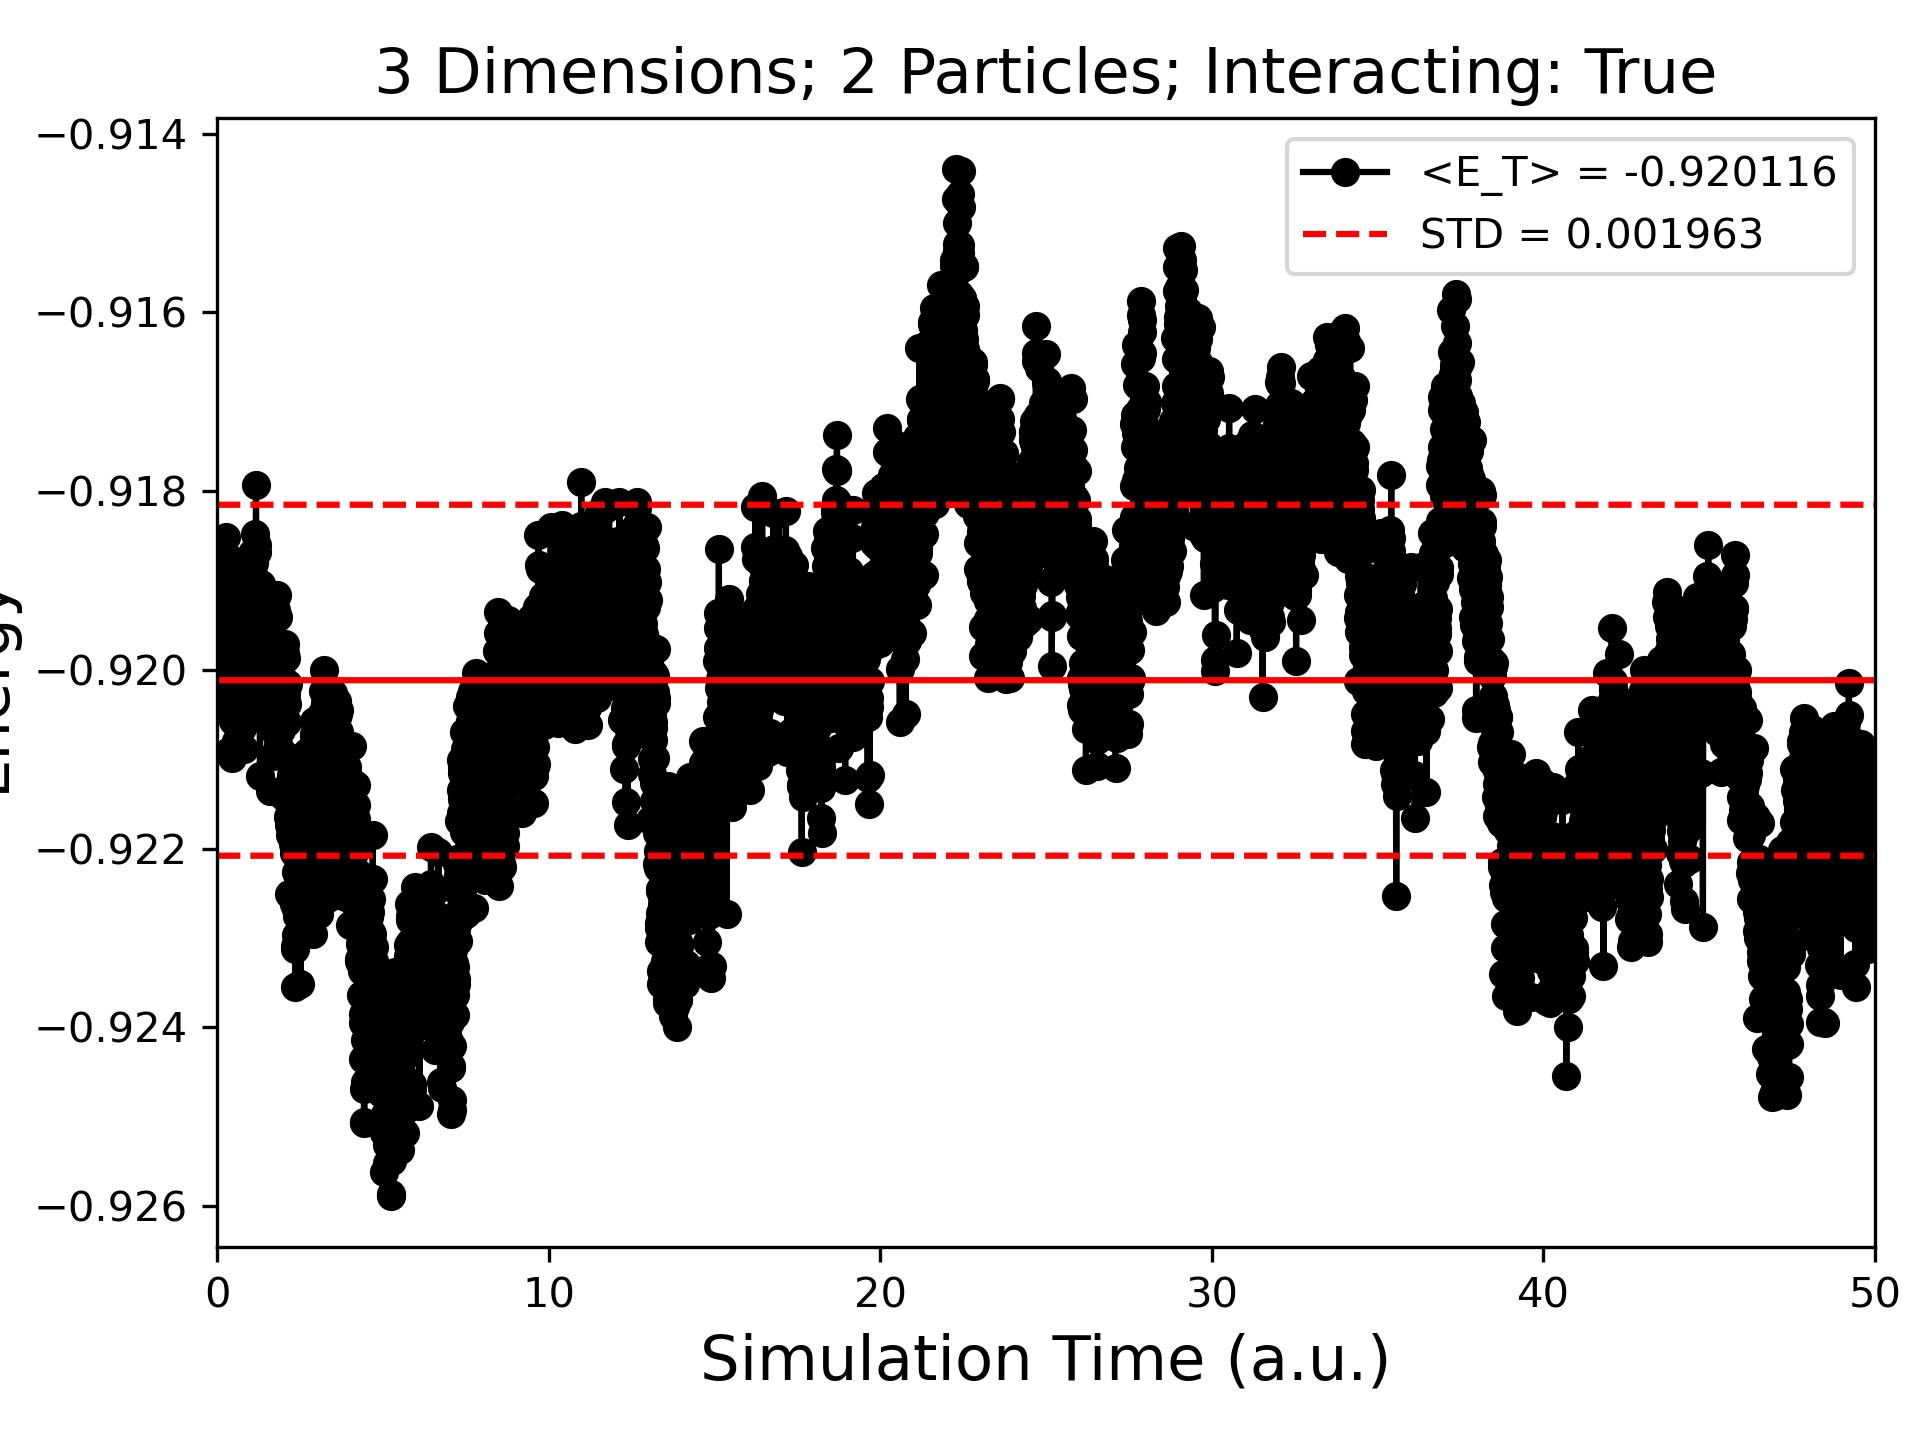 3 Dimensions; 2 Particles; Interacting: True
<E_T> = -0.920116
STD = 0.001963
−0.914
−0.916
−0.918
−0.920
−0.922
−0.924
−0.926
Energy
0 10 20 30 40 50
Simulation Time (a.u.)